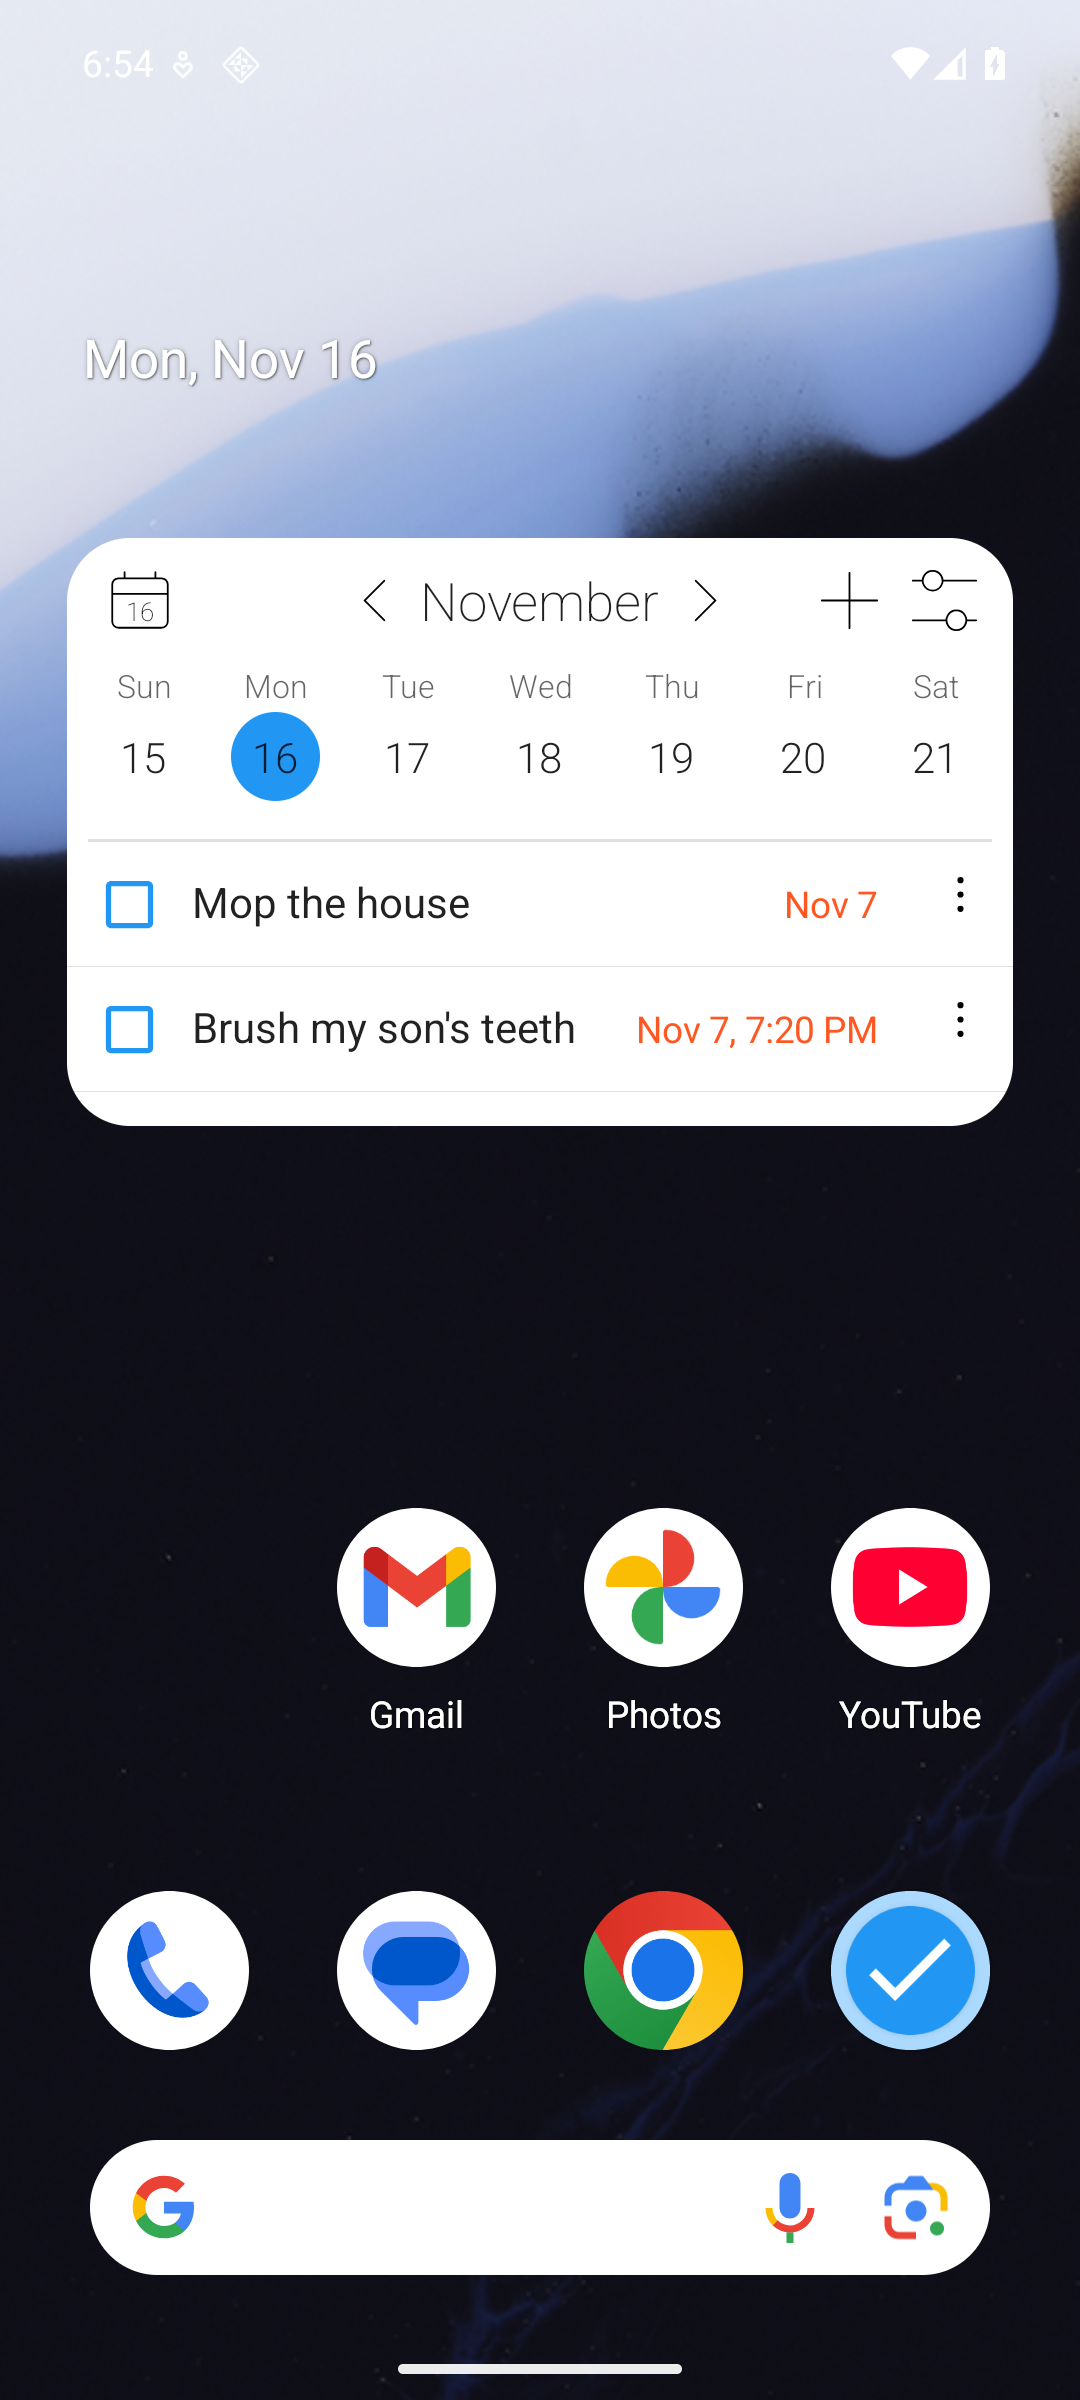 6:54
Mon, Nov 16
16 November
Sun Mon Tue Wed Thu Fri Sat
15 16 17 18 19 20 21
Mop the house Nov 7
Brush my son's teeth Nov 7, 7:20 PM
Gmail Photos YouTube